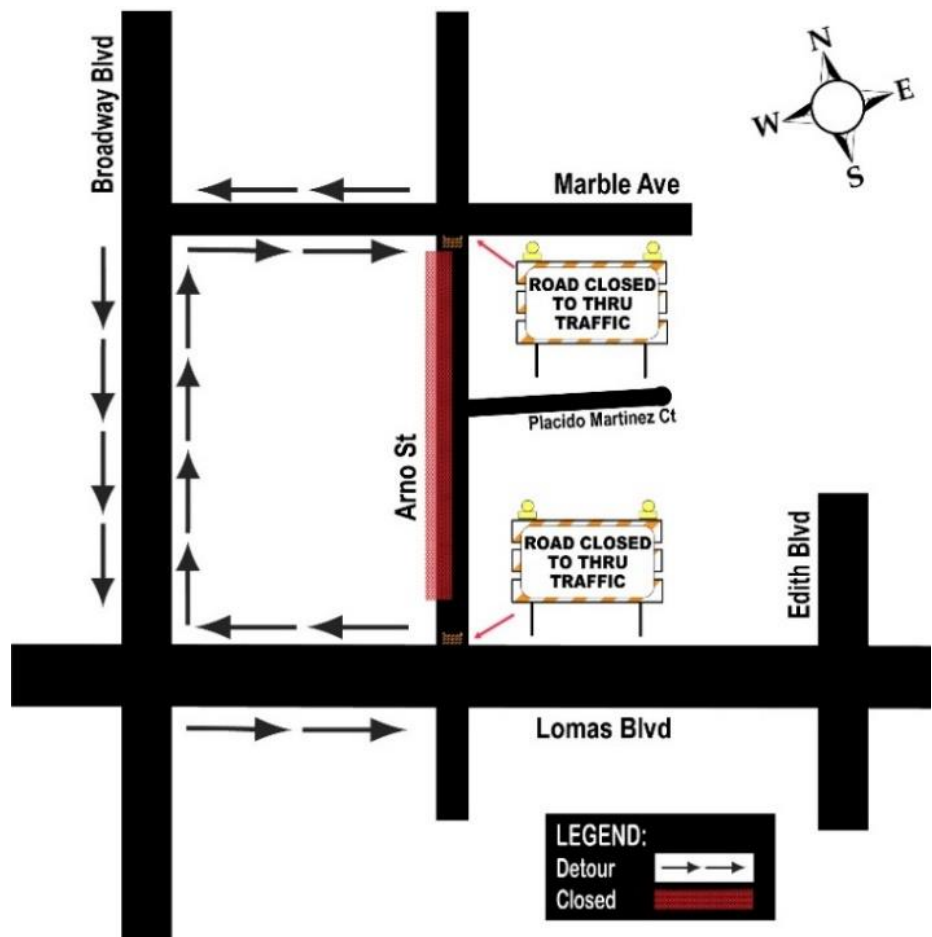 Broadway Blvd
N
W
E
S
Marble Ave
ROAD CLOSED
TO THRU
TRAFFIC
Placido Martinez Ct
Arno St
ROAD CLOSED
TO THRU
TRAFFIC
Edith Blvd
Lomas Blvd
LEGEND:
Detour
Closed